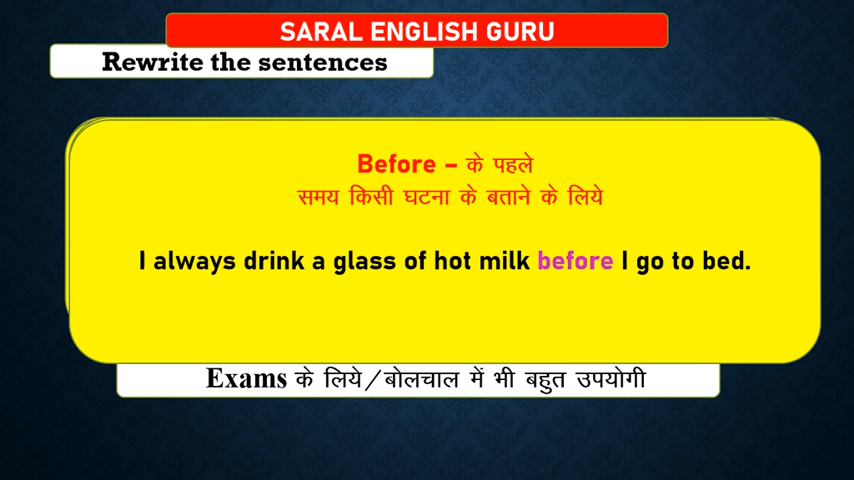 SARAL ENGLISH GURU
Rewrite the sentences
Before – के पहले
समय किसी घटना के बताने के लिये
I always drink a glass of hot milk before I go to bed.
Exams के लिये/बोलचाल में भी बहुत उपयोगी